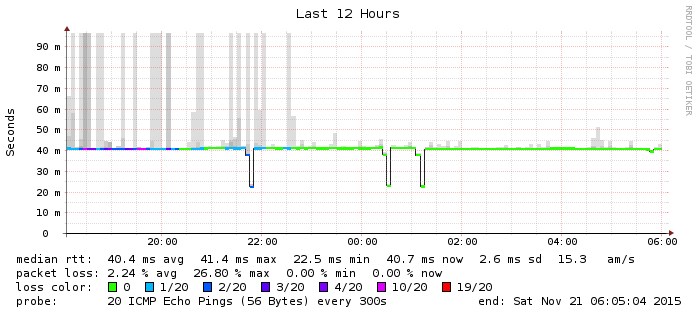 Last 12 Hours
RRDTOOL / TOBI OETIKER
Seconds
90 m
80 m
70 m
60 m
50 m
40 m
30 m
20 m
10 m
0
20:00 22:00 00:00 02:00 04:00 06:00
median rtt: 40.4 ms avg 41.4 ms max 22.5 ms min 40.7 ms now 2.6 ms sd 15.3 am/s
packet loss: 2.24 % avg 26.80 % max 0.00 % min 0.00 % now
loss color: 0 1/20 2/20 3/20 4/20 10/20 19/20
probe: 20 ICMP Echo Pings (56 Bytes) every 300s end: Sat Nov 21 06:05:04 2015